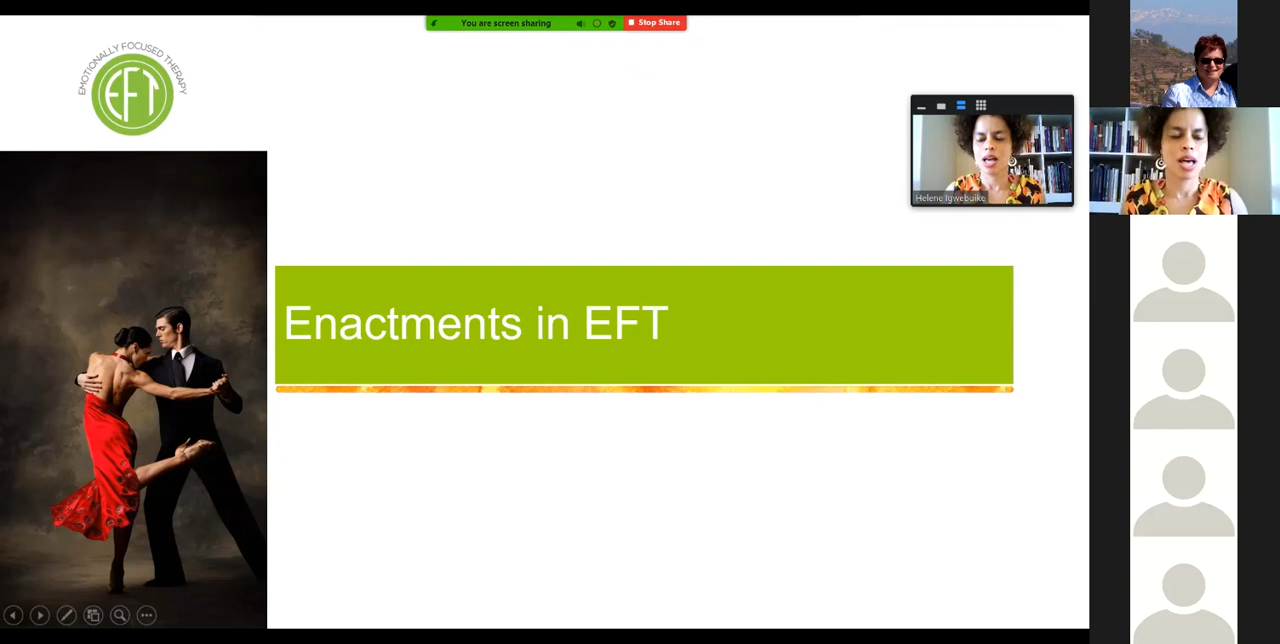 You are screen sharing
Stop Share
EMOTIONALLY FOCUSED THERAPY
EFT
Helene Igwebuike
Enactments in EFT